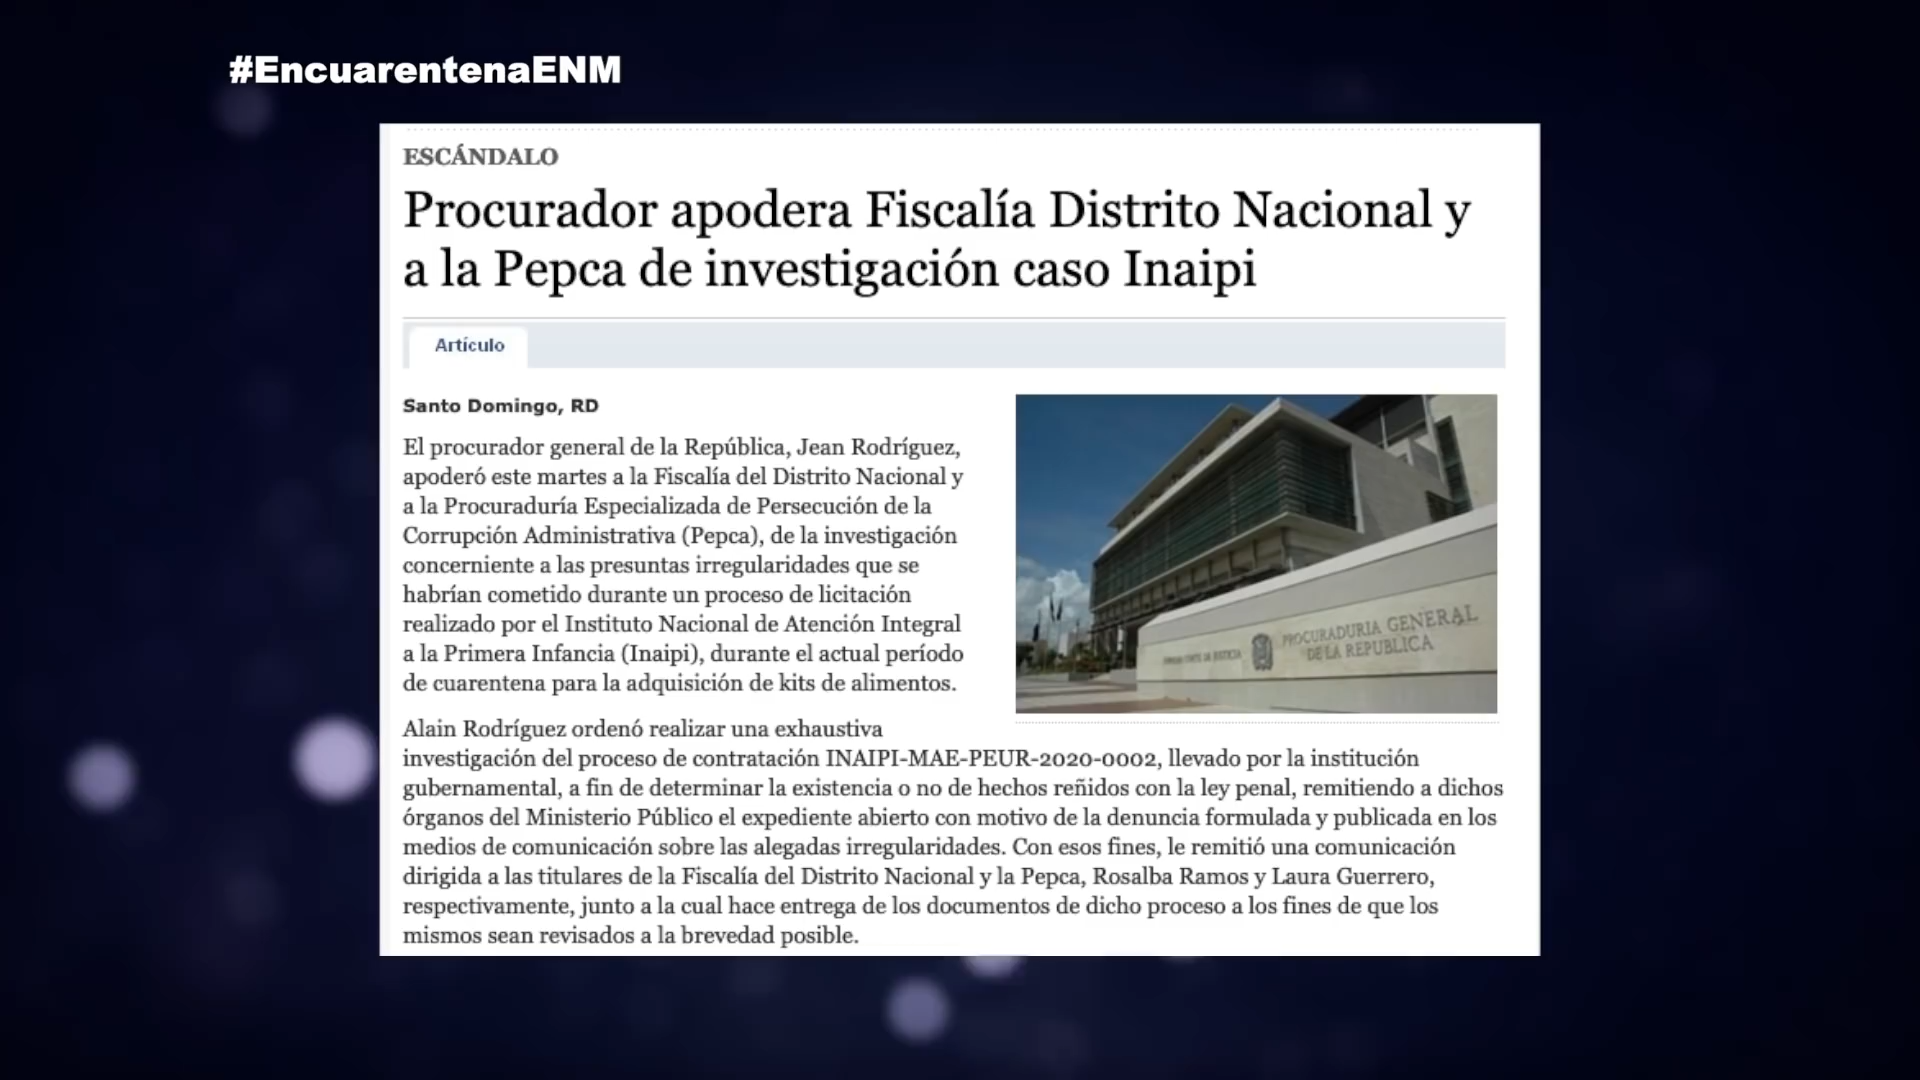 #EncuarentenaENM
ESCÁNDALO
Procurador apodera Fiscalía Distrito Nacional y
a la Pepca de investigación caso Inaipi
Artículo
Santo Domingo, RD
El procurador general de la República, Jean Rodríguez,
apoderó este martes a la Fiscalía del Distrito Nacional y
a la Procuraduría Especializada de Persecución de la
Corrupción Administrativa (Pepca), de la investigación
concerniente a las presuntas irregularidades que se
habrían cometido durante un proceso de licitación
realizado por el Instituto Nacional de Atención Integral
a la Primera Infancia (Inaipi), durante el actual período
de cuarentena para la adquisición de kits de alimentos.
PROCURADURIA GENERAL
DE LA REPUBLICA
Alain Rodríguez ordenó realizar una exhaustiva
investigación del proceso de contratación INAIPI-MAE-PEUR-2020-0002, llevado por la institución
gubernamental, a fin de determinar la existencia o no de hechos reñidos con la ley penal, remitiendo a dichos
órganos del Ministerio Público el expediente abierto con motivo de la denuncia formulada y publicada en los
medios de comunicación sobre las alegadas irregularidades. Con esos fines, le remitió una comunicación
dirigida a las titulares de la Fiscalía del Distrito Nacional y la Pepca, Rosalba Ramos y Laura Guerrero,
respectivamente, junto a la cual hace entrega de los documentos de dicho proceso a los fines de que los
mismos sean revisados a la brevedad posible.